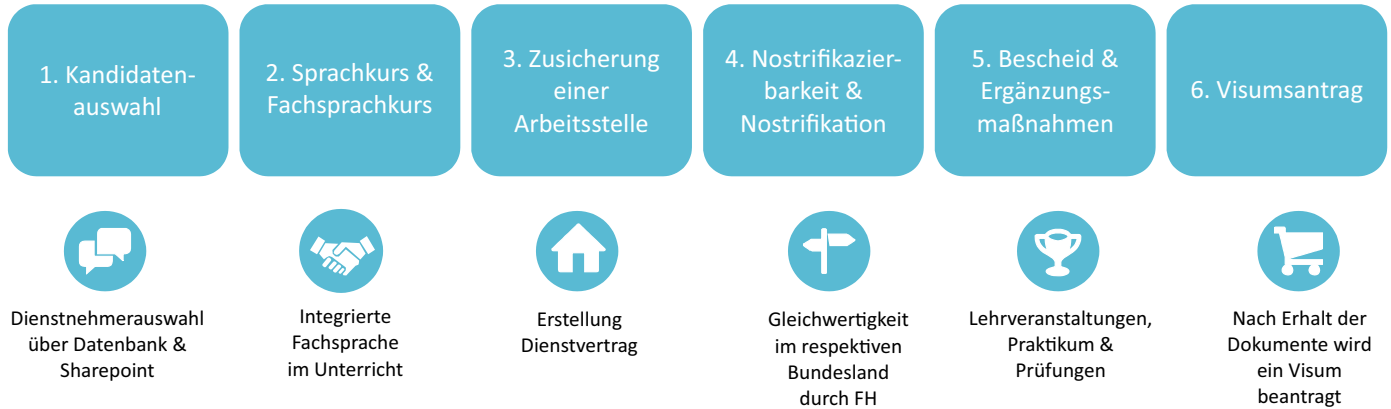 1. Kandidaten-
auswahl
2. Sprachkurs &
Fachsprachkurs
3. Zusicherung
einer
Arbeitsstelle
4. Nostrifikazier-
barkeit &
Nostrifikation
5. Bescheid &
Ergänzungs-
maßnahmen
6. Visumsantrag
Dienstnehmerauswahl
über Datenbank &
Sharepoint
Integrierte
Fachsprache
im Unterricht
Erstellung
Dienstvertrag
Gleichwertigkeit
im respektiven
Bundesland
durch FH
Lehrveranstaltungen,
Praktikum &
Prüfungen
Nach Erhalt der
Dokumente wird
ein Visum
beantragt